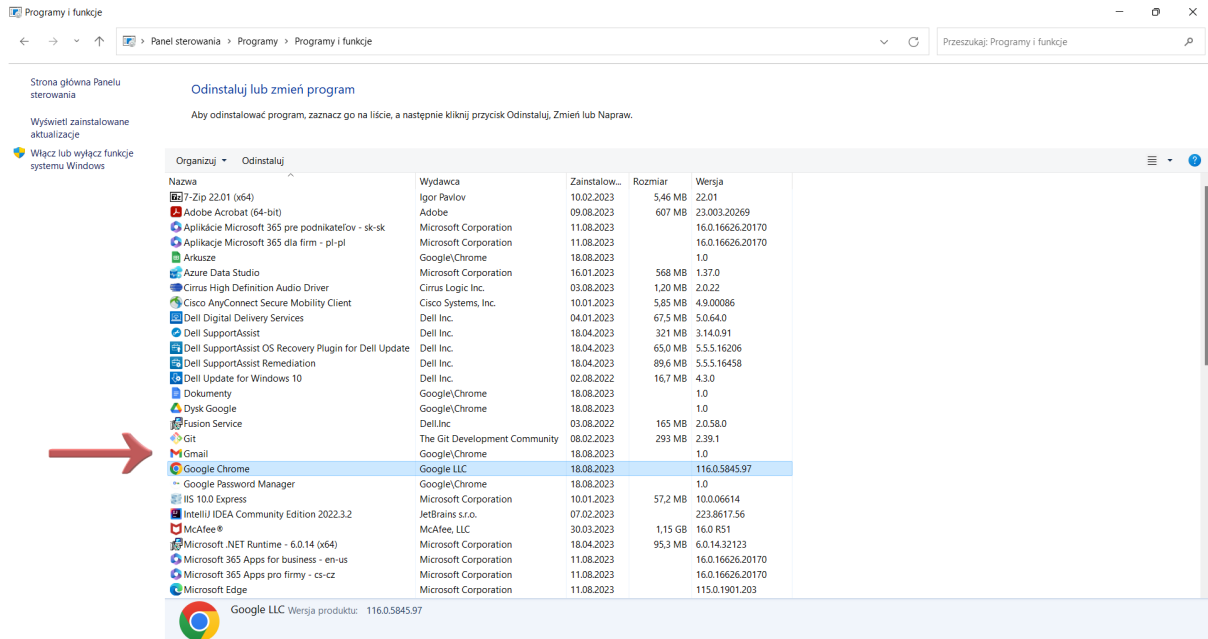 Programy i funkcje
Panel sterowania > Programy > Programy i funkcje
Przeszukaj: Programy i funkcje
Strona główna Panelu sterowania
Wyświetl zainstalowane aktualizacje
Włącz lub wyłącz funkcje systemu Windows
Odinstaluj lub zmień program
Aby odinstalować program, zaznacz go na liście, a następnie kliknij przycisk Odinstaluj, Zmień lub Napraw.
Organizuj Odinstaluj
Nazwa Wydawca Zainstalow... Rozmiar Wersja
7-Zip 22.01 (x64) Igor Pavlov 10.02.2023 5,46 MB 22.01
Adobe Acrobat (64-bit) Adobe 09.08.2023 607 MB 23.003.20269
Aplikácie Microsoft 365 pre podnikateľov - sk-sk Microsoft Corporation 11.08.2023 16.0.16626.20170
Aplikacje Microsoft 365 dla firm - pl-pl Microsoft Corporation 11.08.2023 16.0.16626.20170
Arkusze Google\Chrome 18.08.2023 1.0
Azure Data Studio Microsoft Corporation 16.01.2023 568 MB 1.37.0
Cirrus High Definition Audio Driver Cirrus Logic Inc. 03.08.2023 1,20 MB 2.0.22
Cisco AnyConnect Secure Mobility Client Cisco Systems, Inc. 10.01.2023 5,85 MB 4.9.00086
Dell Digital Delivery Services Dell Inc. 04.01.2023 67,5 MB 5.0.64.0
Dell SupportAssist Dell Inc. 18.04.2023 321 MB 3.14.0.91
Dell SupportAssist OS Recovery Plugin for Dell Update Dell Inc. 18.04.2023 65,0 MB 5.5.5.16206
Dell SupportAssist Remediation Dell Inc. 18.04.2023 89,6 MB 5.5.5.16458
Dell Update for Windows 10 Dell Inc. 02.08.2022 16,7 MB 4.3.0
Dokumenty Google\Chrome 18.08.2023 1.0
Dysk Google Google\Chrome 18.08.2023 1.0
Fusion Service Dell.Inc 03.08.2022 165 MB 2.0.58.0
Git The Git Development Community 08.02.2023 293 MB 2.39.1
Gmail Google\Chrome 18.08.2023 1.0
Google Chrome Google LLC 18.08.2023 116.0.5845.97
Google Password Manager Google\Chrome 18.08.2023 1.0
IIS 10.0 Express Microsoft Corporation 10.01.2023 57,2 MB 10.0.06614
IntelliJ IDEA Community Edition 2022.3.2 JetBrains s.r.o. 07.02.2023 223.8617.56
McAfee® McAfee, LLC 30.03.2023 1,15 GB 16.0 R51
Microsoft .NET Runtime - 6.0.14 (x64) Microsoft Corporation 18.04.2023 95,3 MB 6.0.14.32123
Microsoft 365 Apps for business - en-us Microsoft Corporation 11.08.2023 16.0.16626.20170
Microsoft 365 Apps pro firmy - cs-cz Microsoft Corporation 11.08.2023 16.0.16626.20170
Microsoft Edge Microsoft Corporation 11.08.2023 115.0.1901.203
Google LLC Wersja produktu: 116.0.5845.97